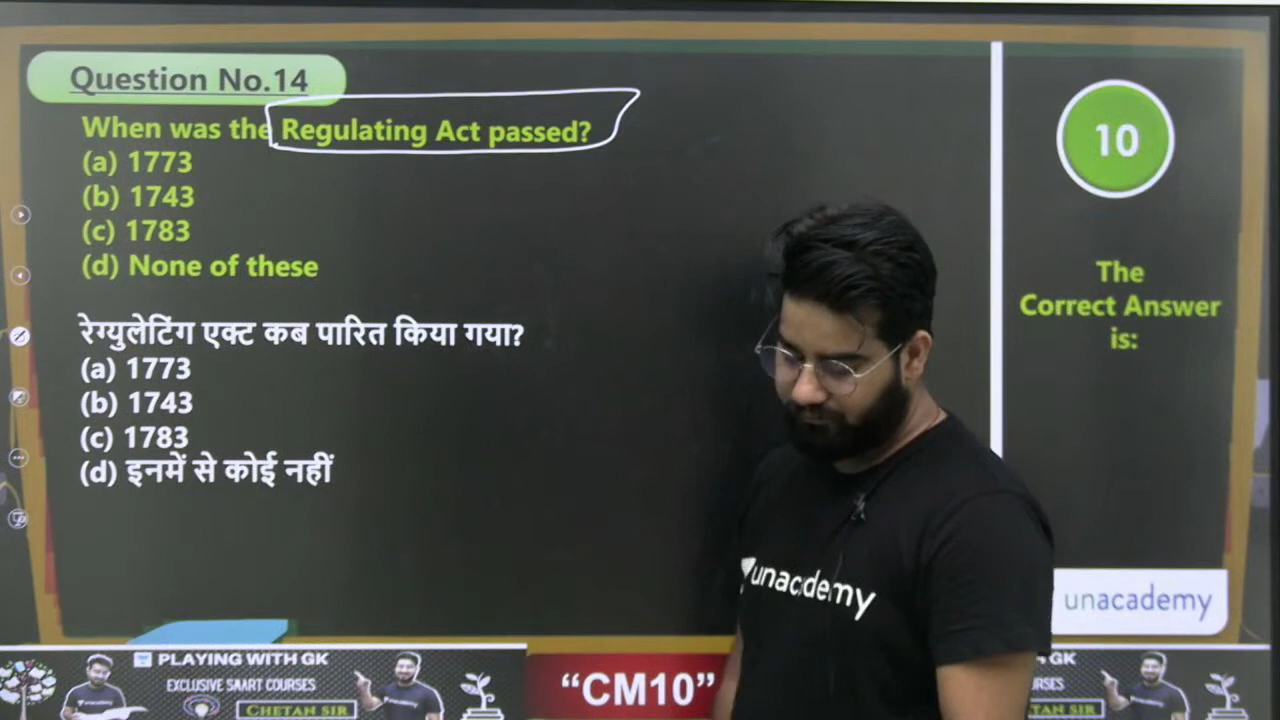 Question No.14
When was the Regulating Act passed?
(a) 1773
(b) 1743
(c) 1783
(d) None of these
रेग्युलेटिंग एक्ट कब पारित किया गया?
(a) 1773
(b) 1743
(c) 1783
(d) इनमें से कोई नहीं
10
The
Correct Answer
is:
unacademy
unacademy
PLAYING WITH GK
EXCLUSIVE SMART COURSES
CHETAN SIR
“CM10”
GK
RSES
TAN SIR